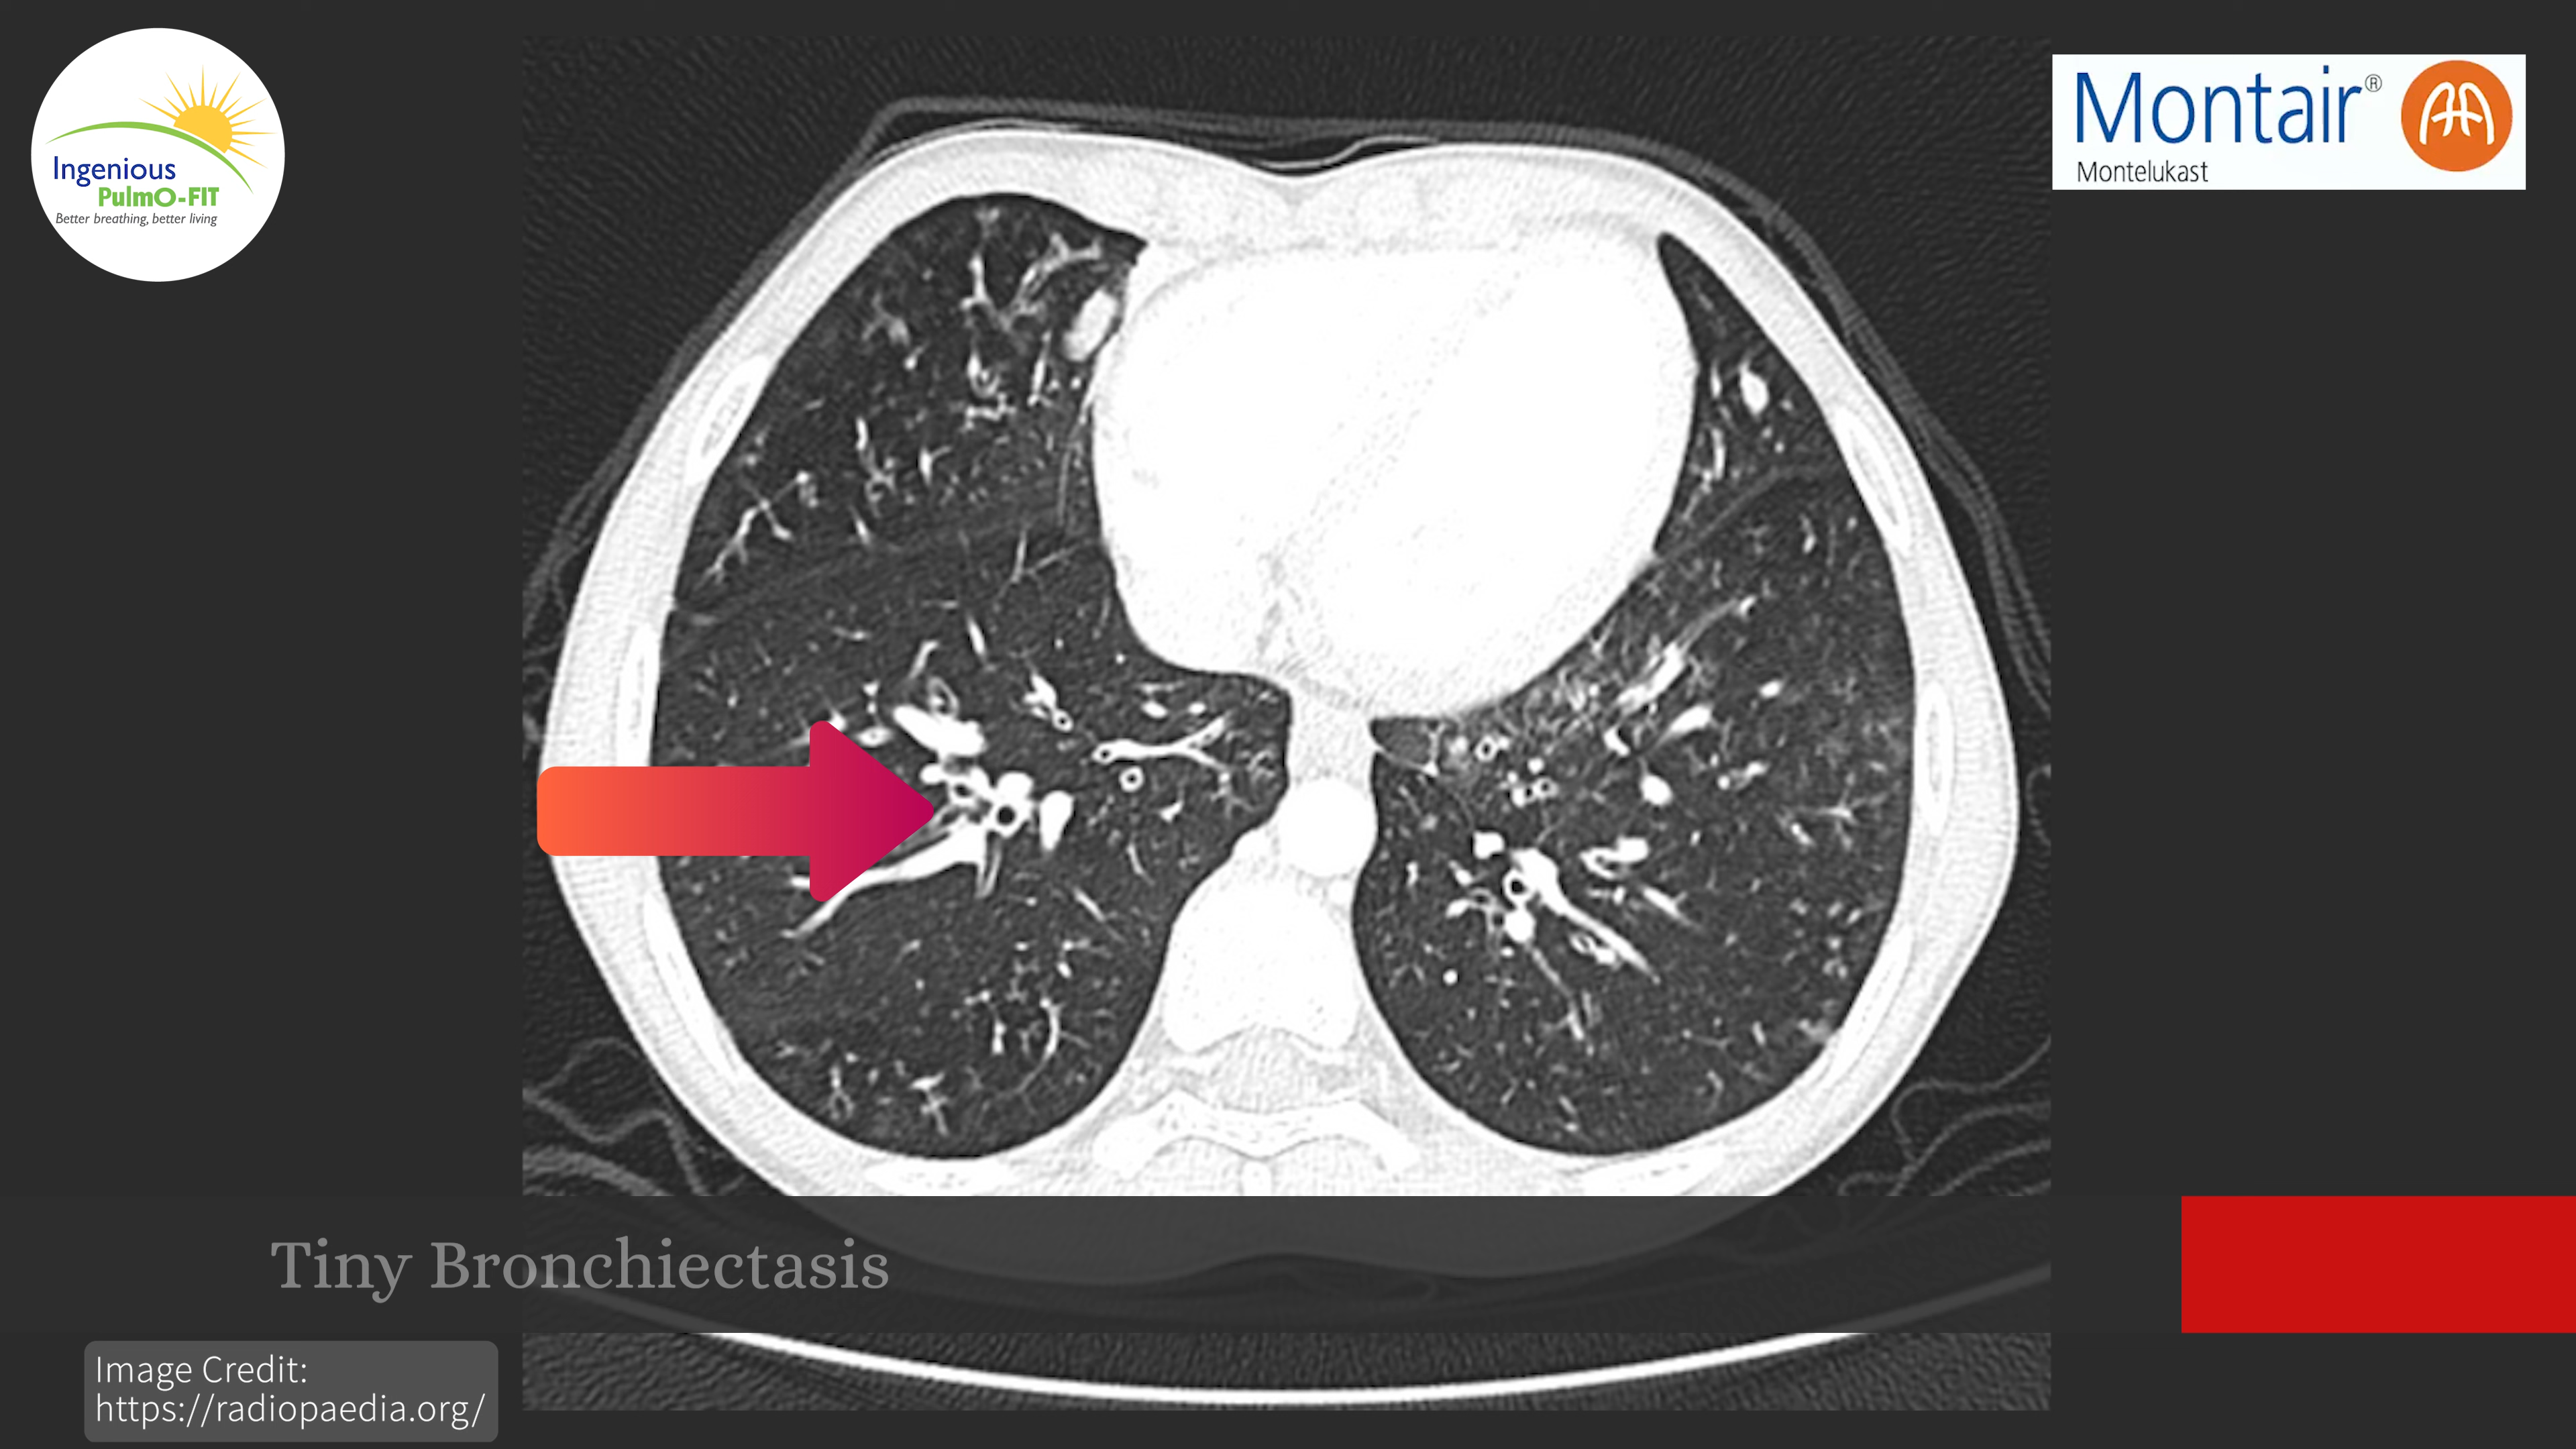 Ingenious
PulmO-FIT
Better breathing, better living
Montair®
Montelukast
Tiny Bronchiectasis
Image Credit:
https://radiopaedia.org/